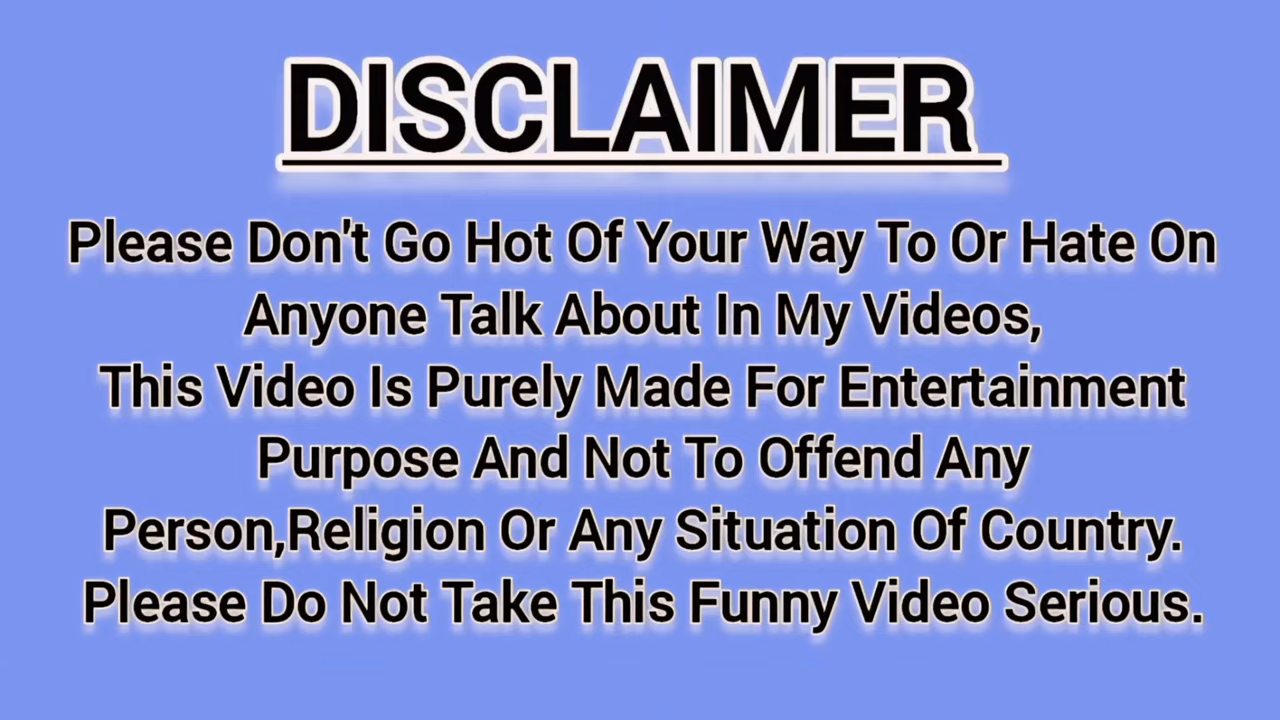 DISCLAIMER
Please Don't Go Hot Of Your Way To Or Hate On
Anyone Talk About In My Videos,
This Video Is Purely Made For Entertainment
Purpose And Not To Offend Any
Person,Religion Or Any Situation Of Country.
Please Do Not Take This Funny Video Serious.